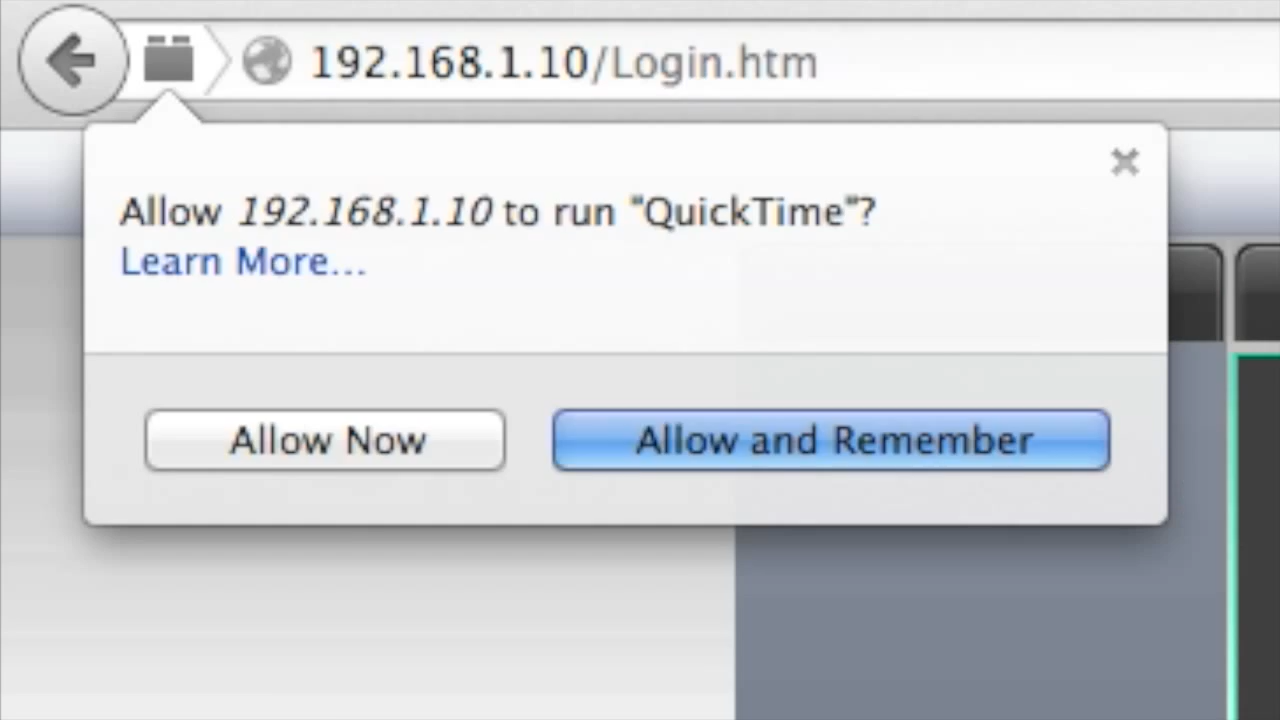 192.168.1.10/Login.htm
Allow 192.168.1.10 to run "QuickTime"?
Learn More...
Allow Now
Allow and Remember